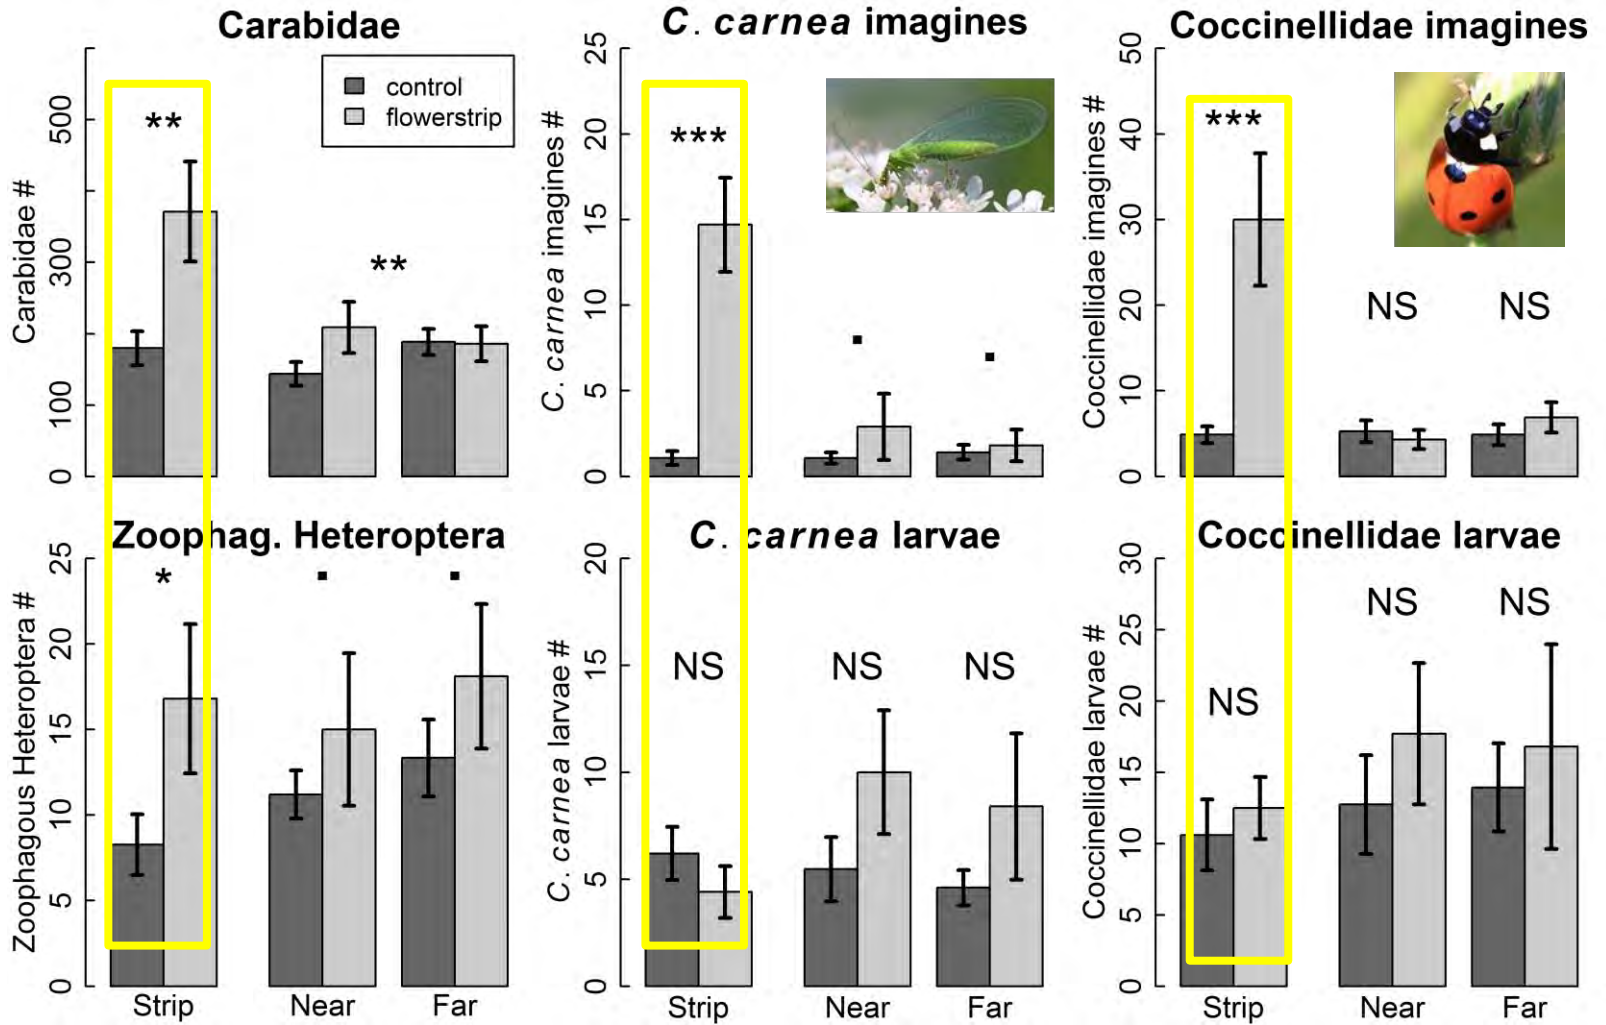 Carabidae
control
flowerstrip
Carabidae #
500
300
100
0
**
**
C. carnea imagines
C. carnea imagines #
25
20
15
10
5
0
***
.
.
Coccinellidae imagines
Coccinellidae imagines #
50
40
30
20
10
0
***
NS
NS
Zoophag. Heteroptera
Zoophagous Heteroptera #
25
20
15
10
5
0
*
.
.
Strip Near Far
C. carnea larvae
C. carnea larvae #
20
15
10
5
0
NS
NS
NS
Strip Near Far
Coccinellidae larvae
Coccinellidae larvae #
30
25
20
15
10
5
0
NS
NS
NS
Strip Near Far